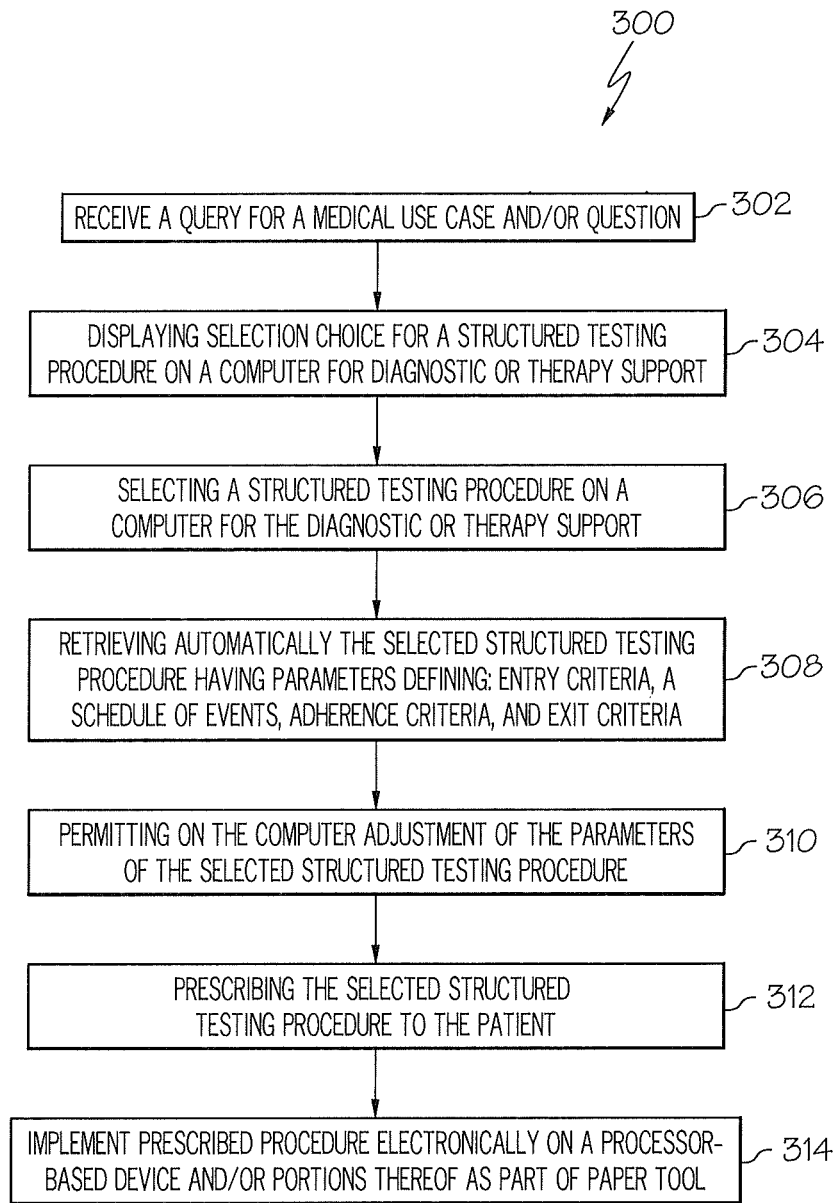 300
RECEIVE A QUERY FOR A MEDICAL USE CASE AND/OR QUESTION
302
DISPLAYING SELECTION CHOICE FOR A STRUCTURED TESTING
PROCEDURE ON A COMPUTER FOR DIAGNOSTIC OR THERAPY SUPPORT
304
SELECTING A STRUCTURED TESTING PROCEDURE ON A
COMPUTER FOR THE DIAGNOSTIC OR THERAPY SUPPORT
306
RETRIEVING AUTOMATICALLY THE SELECTED STRUCTURED TESTING
PROCEDURE HAVING PARAMETERS DEFINING: ENTRY CRITERIA, A
SCHEDULE OF EVENTS, ADHERENCE CRITERIA, AND EXIT CRITERIA
308
PERMITTING ON THE COMPUTER ADJUSTMENT OF THE PARAMETERS
OF THE SELECTED STRUCTURED TESTING PROCEDURE
310
PRESCRIBING THE SELECTED STRUCTURED
TESTING PROCEDURE TO THE PATIENT
312
IMPLEMENT PRESCRIBED PROCEDURE ELECTRONICALLY ON A PROCESSOR-
BASED DEVICE AND/OR PORTIONS THEREOF AS PART OF PAPER TOOL
314